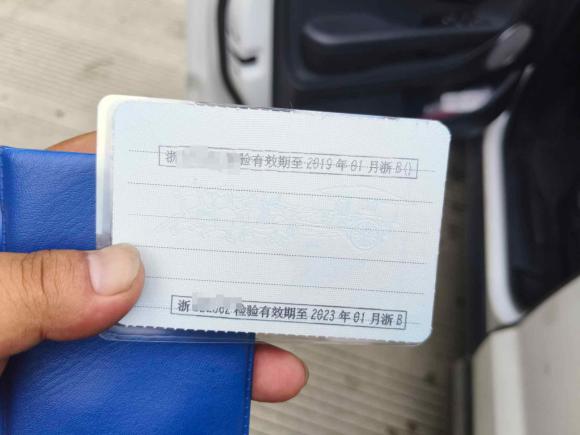 浙 验有效期至 2019 年 01 月浙 B()
浙 062 检验有效期至 2023 年 01 月浙 B